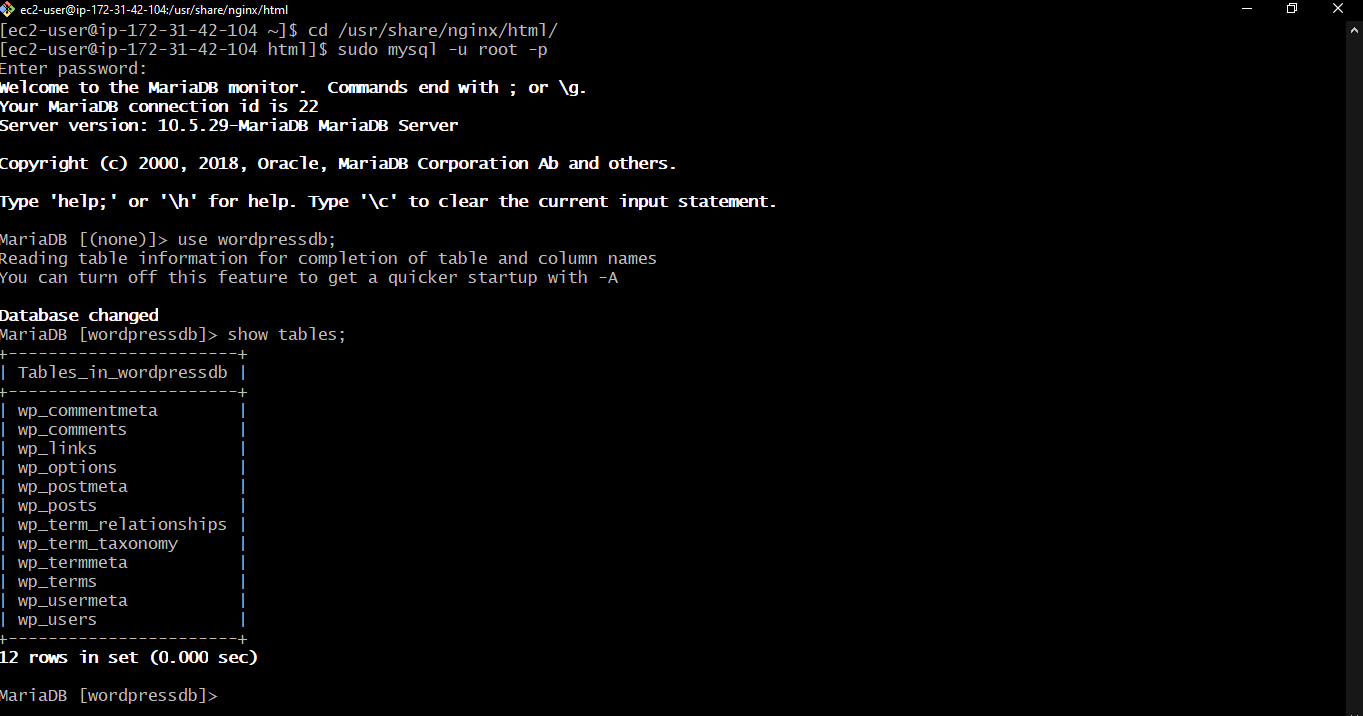 ec2-user@ip-172-31-42-104:/usr/share/nginx/html
[ec2-user@ip-172-31-42-104 ~]$ cd /usr/share/nginx/html/
[ec2-user@ip-172-31-42-104 html]$ sudo mysql -u root -p
Enter password:
Welcome to the MariaDB monitor.  Commands end with ; or \g.
Your MariaDB connection id is 22
Server version: 10.5.29-MariaDB MariaDB Server
Copyright (c) 2000, 2018, Oracle, MariaDB Corporation Ab and others.
Type 'help;' or '\h' for help. Type '\c' to clear the current input statement.
MariaDB [(none)]> use wordpressdb;
Reading table information for completion of table and column names
You can turn off this feature to get a quicker startup with -A
Database changed
MariaDB [wordpressdb]> show tables;
+-----------------------+
| Tables_in_wordpressdb |
+-----------------------+
| wp_commentmeta        |
| wp_comments           |
| wp_links              |
| wp_options            |
| wp_postmeta           |
| wp_posts              |
| wp_term_relationships |
| wp_term_taxonomy      |
| wp_termmeta           |
| wp_terms              |
| wp_usermeta           |
| wp_users              |
+-----------------------+
12 rows in set (0.000 sec)
MariaDB [wordpressdb]>